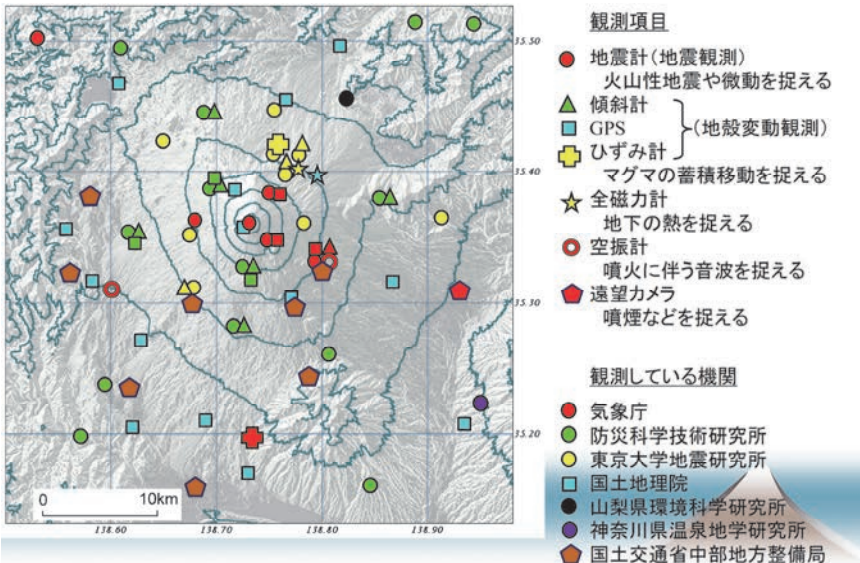 35.50
35.40
35.30
35.20
138.60 138.70 138.80 138.90
0 10km
観測項目
地震計(地震観測)
火山性地震や微動を捉える
傾斜計
GPS (地殻変動観測)
ひずみ計
マグマの蓄積移動を捉える
全磁力計
地下の熱を捉える
空振計
噴火に伴う音波を捉える
遠望カメラ
噴煙などを捉える
観測している機関
気象庁
防災科学技術研究所
東京大学地震研究所
国土地理院
山梨県環境科学研究所
神奈川県温泉地学研究所
国土交通省中部地方整備局